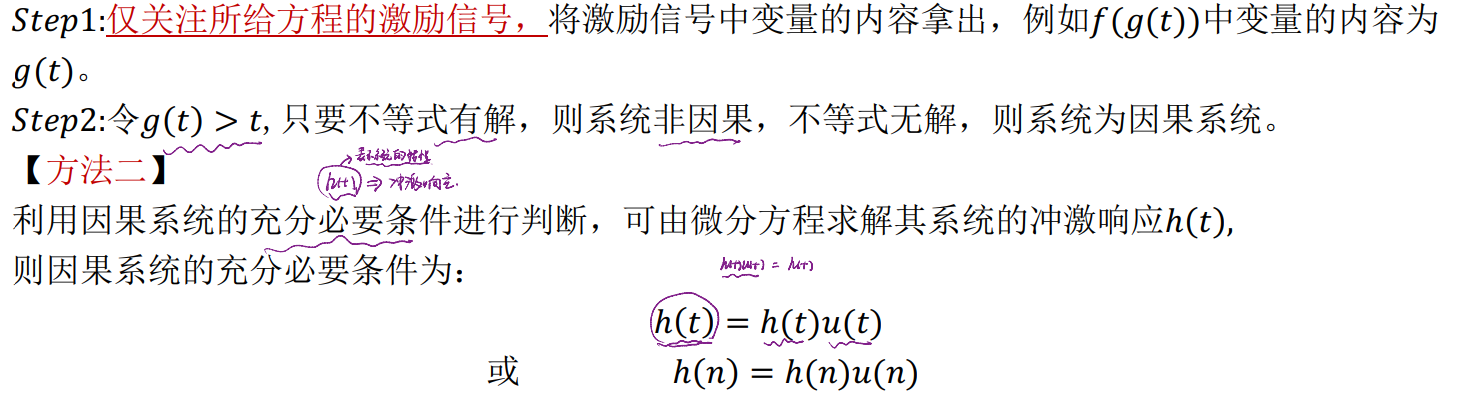 Step1:仅关注所给方程的激励信号，将激励信号中变量的内容拿出，例如f(g(t))中变量的内容为
g(t)。
Step2:令g(t) > t, 只要不等式有解，则系统非因果，不等式无解，则系统为因果系统。
【方法二】
h(t) ⇒ 冲激响应.
利用因果系统的充分必要条件进行判断，可由微分方程求解其系统的冲激响应h(t),
则因果系统的充分必要条件为：
h(t)u(t) = h(t)
h(t) = h(t)u(t)
或 h(n) = h(n)u(n)